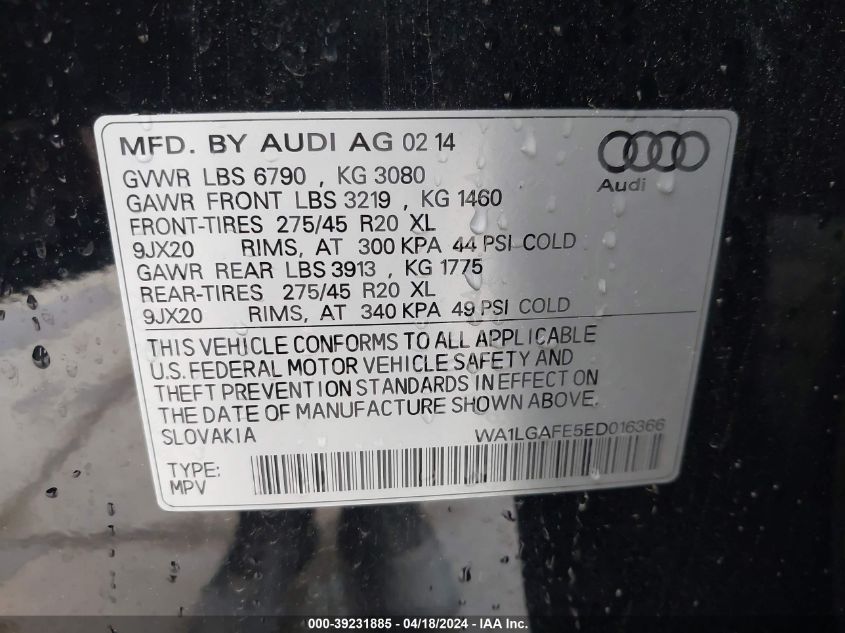 MFD. BY AUDI AG 02 14
Audi
GVWR LBS 6790 , KG 3080
GAWR FRONT LBS 3219 , KG 1460
FRONT-TIRES 275/45 R20 XL
9JX20 RIMS, AT 300 KPA 44 PSI COLD
GAWR REAR LBS 3913 , KG 1775
REAR-TIRES 275/45 R20 XL
9JX20 RIMS, AT 340 KPA 49 PSI COLD
THIS VEHICLE CONFORMS TO ALL APPLICABLE
U.S. FEDERAL MOTOR VEHICLE SAFETY AND
THEFT PREVENTION STANDARDS IN EFFECT ON
THE DATE OF MANUFACTURE SHOWN ABOVE.
SLOVAKIA WA1LGAFE5ED016366
TYPE:
MPV
000-39231885 - 04/18/2024 - IAA Inc.